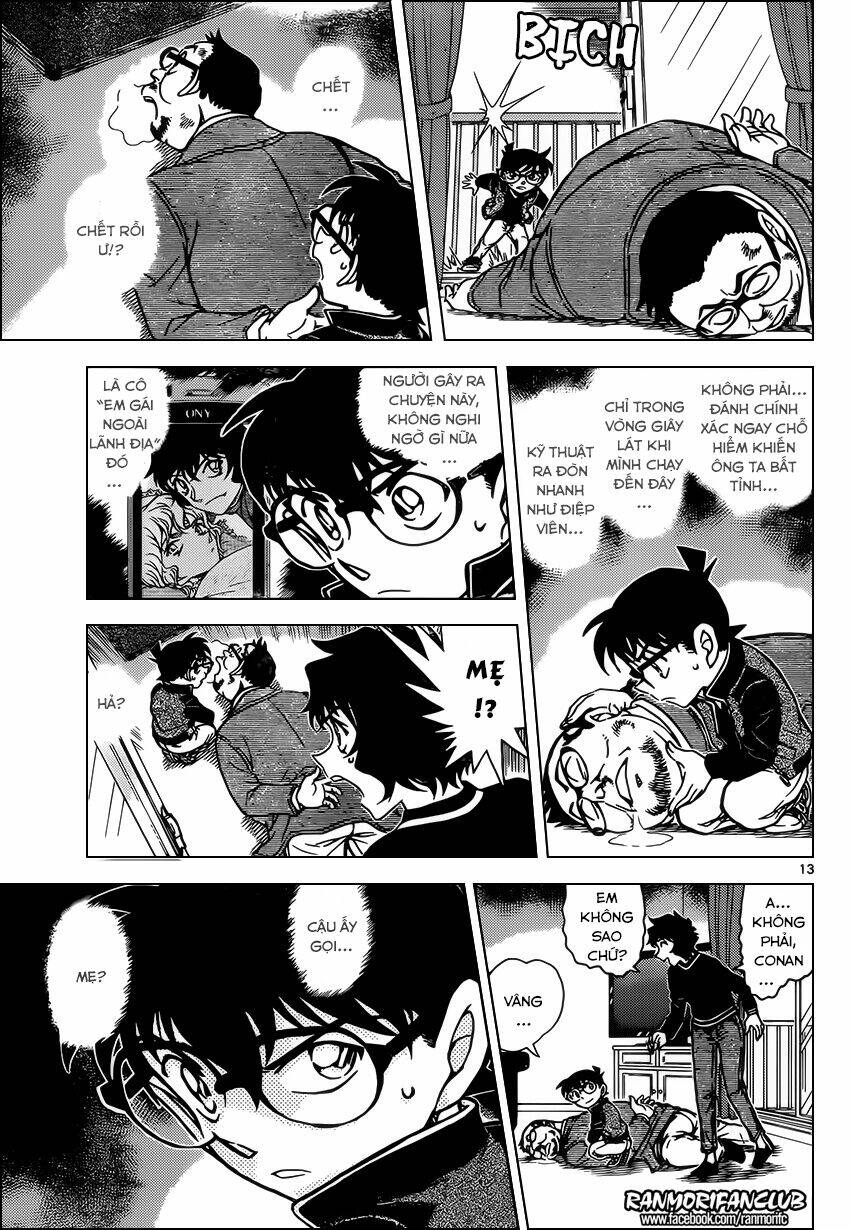 BỊCH
CHẾT
...
CHẾT RỒI
Ư!?
KHÔNG PHẢI...
ĐÁNH CHÍNH
XÁC NGAY CHỖ
HIỂM KHIẾN
ÔNG TA BẤT
TỈNH...
CHỈ TRONG
VÒNG GIÂY
LÁT KHI
MÌNH CHẠY
ĐẾN ĐÂY
...
KỸ THUẬT
RA ĐÓN
NHANH
NHƯ ĐIỆP
VIÊN...
NGƯỜI GÂY RA
CHUYỆN NÀY,
KHÔNG NGHI
NGỜ GÌ NỮA
...
LÀ CÔ
"EM GÁI
NGOÀI
LÃNH ĐỊA"
ĐÓ
...
ONY
MẸ
!?
HẢ?
13
A...
KHÔNG
PHẢI,
CONAN
...
EM
KHÔNG
SAO
CHỨ?
VÂNG
...
CẬU ẤY
GỌI...
MẸ?
RANMORIFANCLUB
www.facebook.com/ranmorifc